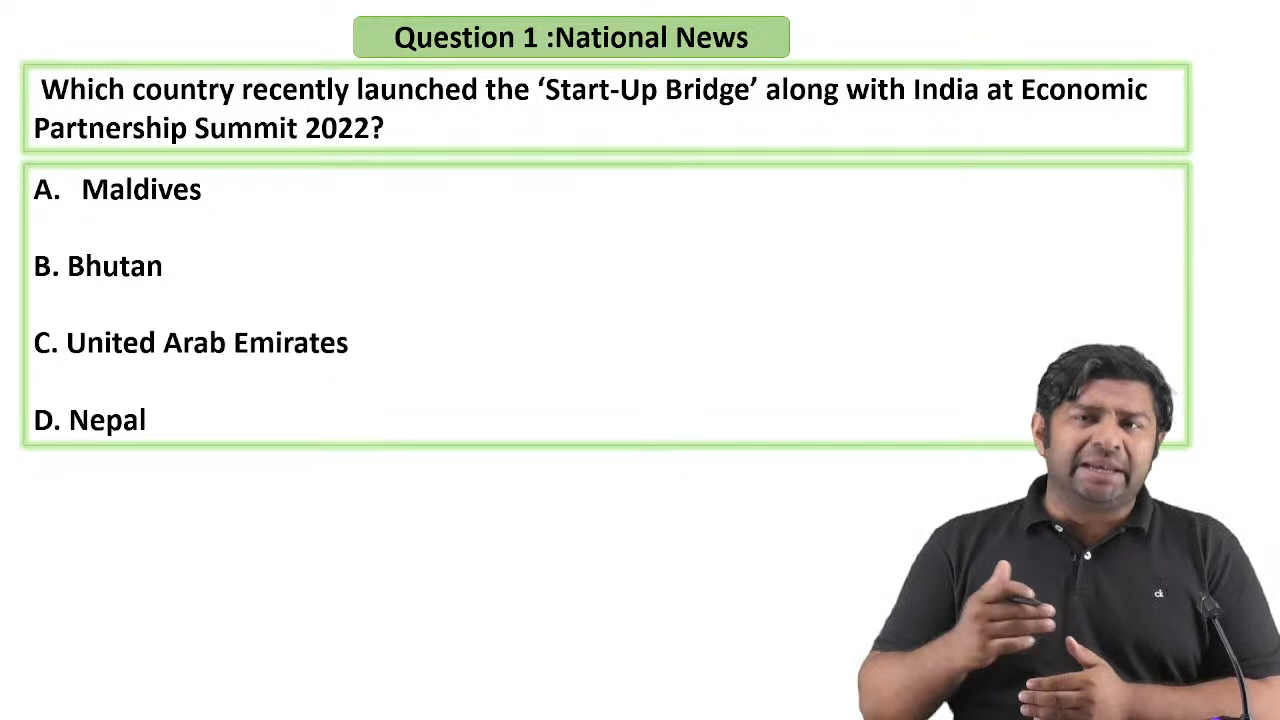 Question 1 :National News
Which country recently launched the ‘Start-Up Bridge’ along with India at Economic
Partnership Summit 2022?
A. Maldives
B. Bhutan
C. United Arab Emirates
D. Nepal
ck